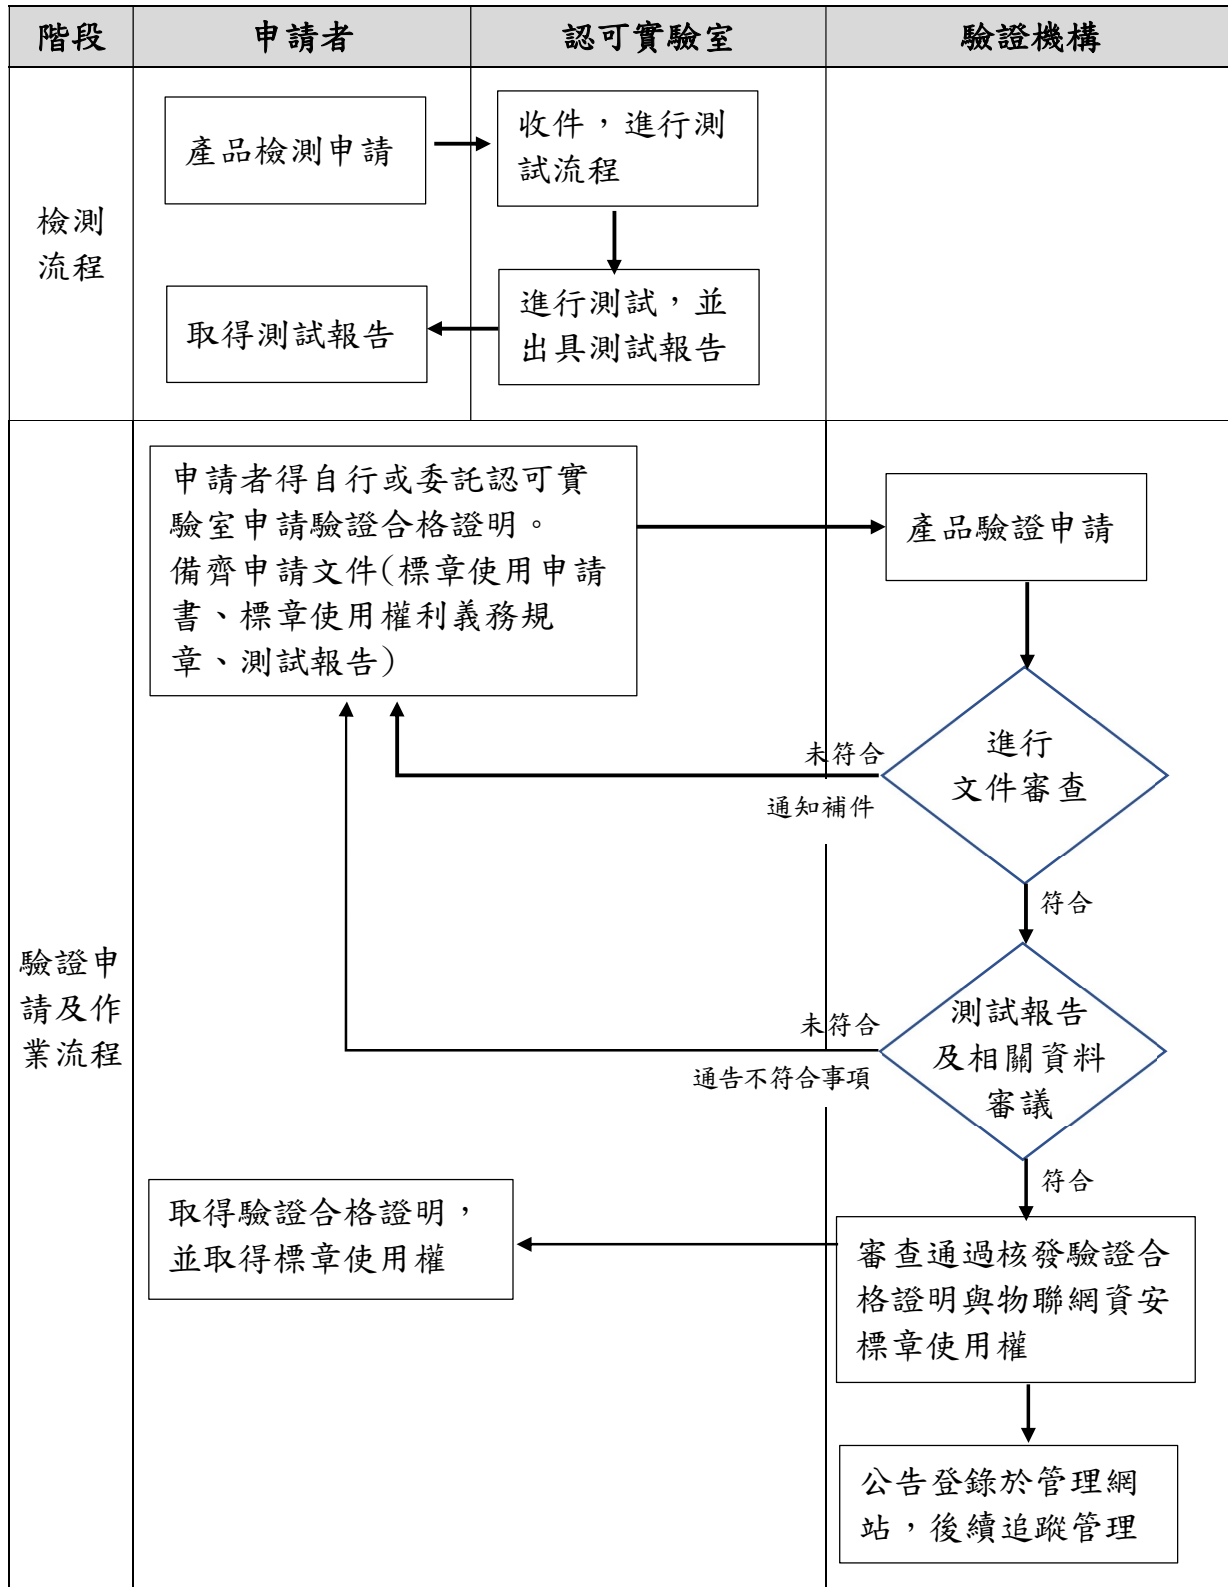 階段
申請者
認可實驗室
驗證機構
檢測
流程
產品檢測申請
收件，進行測
試流程
取得測試報告
進行測試，並
出具測試報告
驗證申
請及作
業流程
申請者得自行或委託認可實
驗室申請驗證合格證明。
備齊申請文件(標章使用申請
書、標章使用權利義務規
章、測試報告)
產品驗證申請
進行
文件審查
未符合
通知補件
符合
測試報告
及相關資料
審議
未符合
通告不符合事項
符合
取得驗證合格證明，
並取得標章使用權
審查通過核發驗證合
格證明與物聯網資安
標章使用權
公告登錄於管理網
站，後續追蹤管理